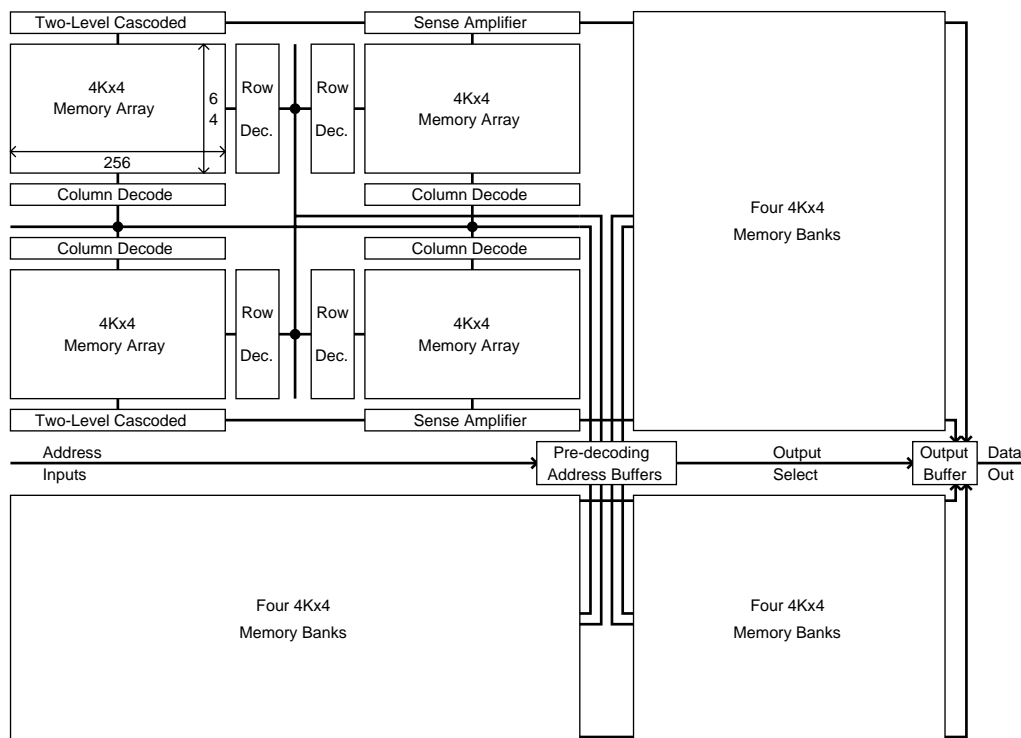 Two-Level Cascoded
Sense Amplifier
4Kx4
Memory Array
64
256
Row
Dec.
Row
Dec.
4Kx4
Memory Array
Four 4Kx4
Memory Banks
Column Decode
Column Decode
Column Decode
Column Decode
4Kx4
Memory Array
Row
Dec.
Row
Dec.
4Kx4
Memory Array
Two-Level Cascoded
Sense Amplifier
Address
Inputs
Pre-decoding
Address Buffers
Output
Select
Output
Buffer
Data
Out
Four 4Kx4
Memory Banks
Four 4Kx4
Memory Banks